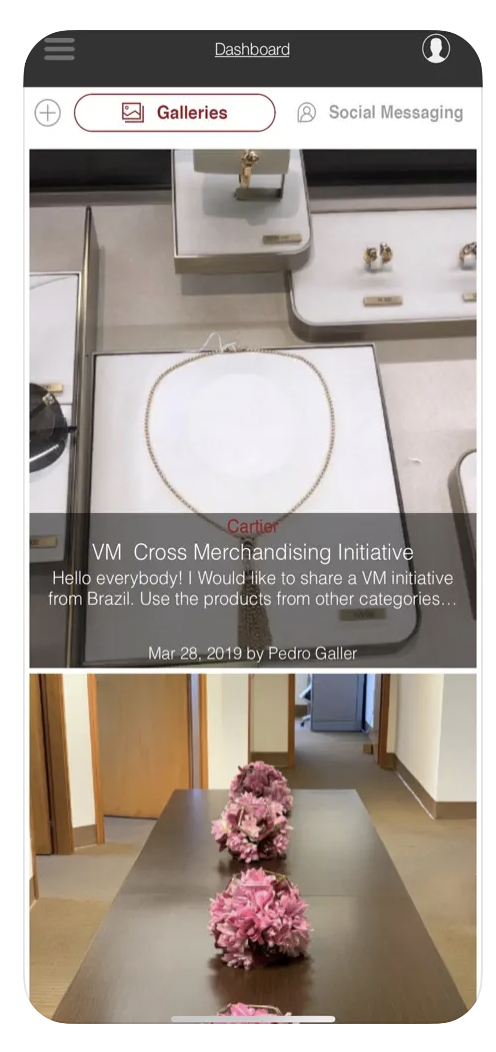 Dashboard
Galleries
Social Messaging
Cartier
VM Cross Merchandising Initiative
Hello everybody! I Would like to share a VM initiative
from Brazil. Use the products from other categories...
Mar 28, 2019 by Pedro Galler